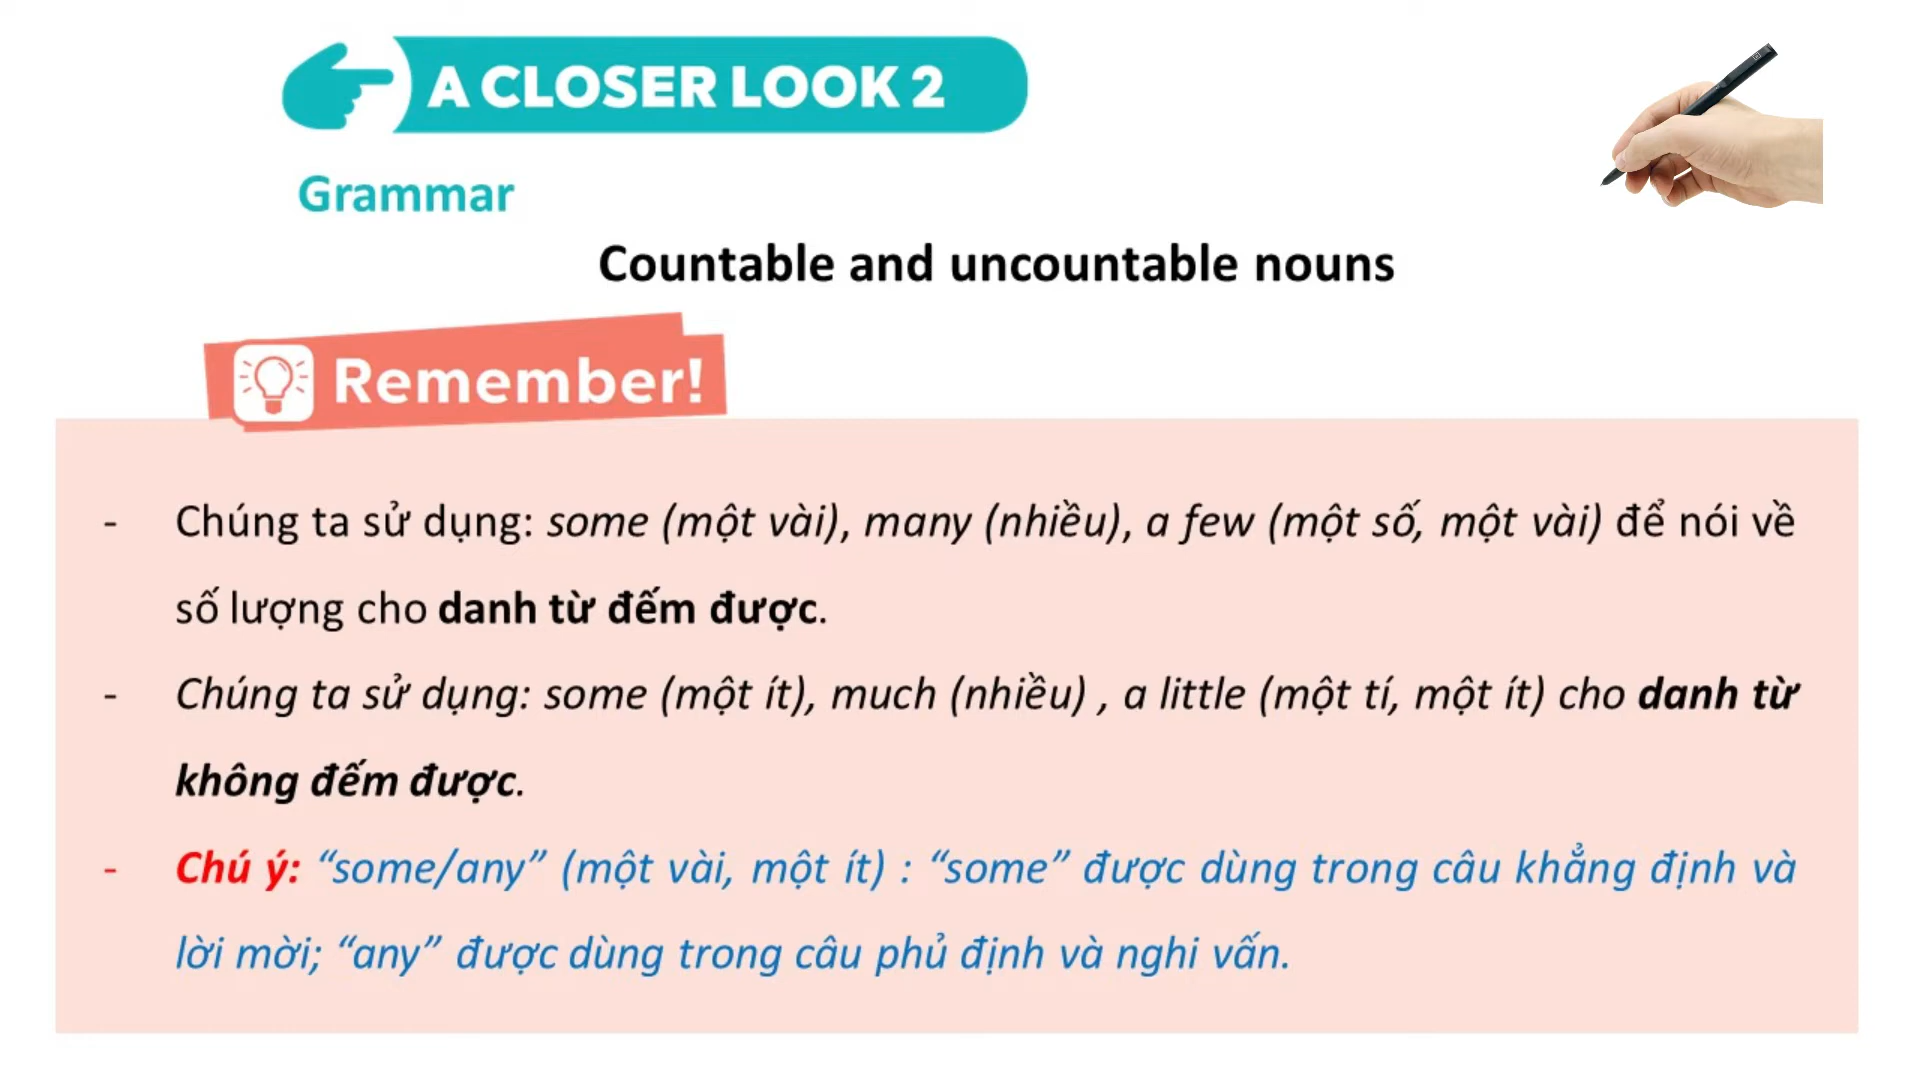 A CLOSER LOOK 2
Grammar
Countable and uncountable nouns
Remember!
- Chúng ta sử dụng: some (một vài), many (nhiều), a few (một số, một vài) để nói về
số lượng cho danh từ đếm được.
- Chúng ta sử dụng: some (một ít), much (nhiều) , a little (một tí, một ít) cho danh từ
không đếm được.
- Chú ý: “some/any” (một vài, một ít) : “some” được dùng trong câu khẳng định và
lời mời; “any” được dùng trong câu phủ định và nghi vấn.